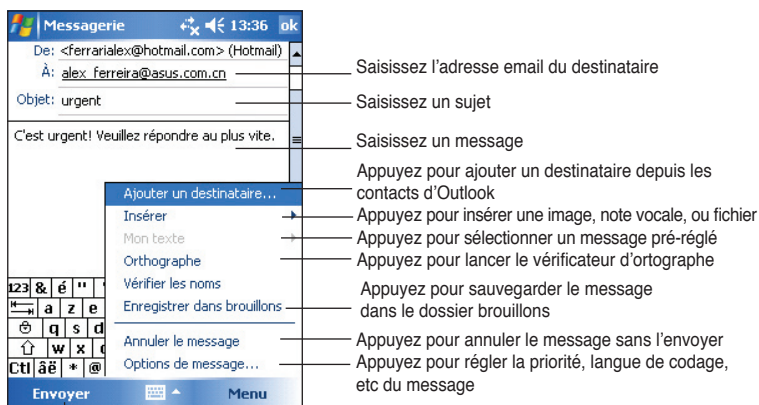 Messagerie 13:36 ok
De: <ferrarialex@hotmail.com> (Hotmail)
À: alex_ferreira@asus.com.cn
Objet: urgent
C'est urgent! Veuillez répondre au plus vite.
Ajouter un destinataire...
Insérer
Mon texte
Orthographe
Vérifier les noms
Enregistrer dans brouillons
Annuler le message
Options de message...
123 & é "
a z e
q s d
w x
Ctl âë * @
Envoyer Menu
Saisissez l'adresse email du destinataire
Saisissez un sujet
Saisissez un message
Appuyez pour ajouter un destinataire depuis les
contacts d'Outlook
Appuyez pour insérer une image, note vocale, ou fichier
Appuyez pour sélectionner un message pré-réglé
Appuyez pour lancer le vérificateur d'ortographe
Appuyez pour sauvegarder le message
dans le dossier brouillons
Appuyez pour annuler le message sans l'envoyer
Appuyez pour régler la priorité, langue de codage,
etc du message